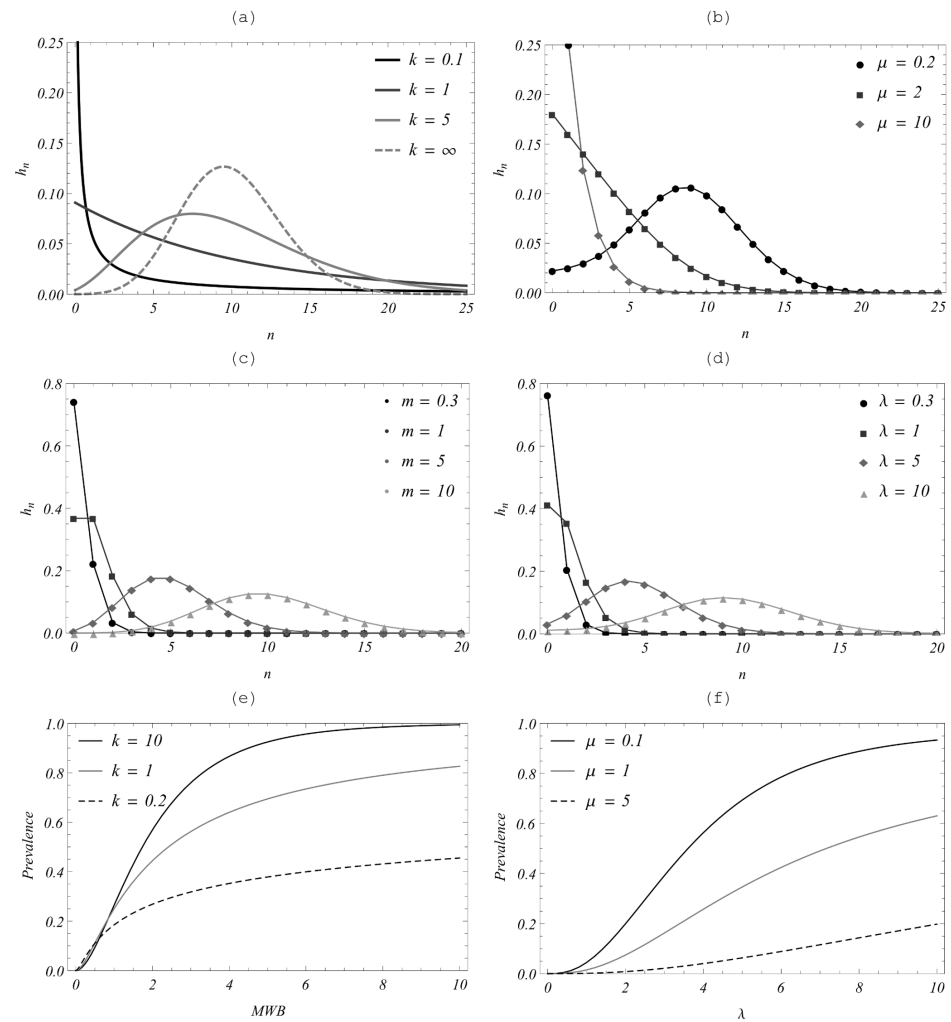 (a)
0.25
0.20
0.15
0.10
0.05
0.00
hₙ
k = 0.1
k = 1
k = 5
k = ∞
0 5 10 15 20 25
n
(b)
0.25
0.20
0.15
0.10
0.05
0.00
hₙ
μ = 0.2
μ = 2
μ = 10
0 5 10 15 20 25
n
(c)
0.8
0.6
0.4
0.2
0.0
hₙ
m = 0.3
m = 1
m = 5
m = 10
0 5 10 15 20
n
(d)
0.8
0.6
0.4
0.2
0.0
hₙ
λ = 0.3
λ = 1
λ = 5
λ = 10
0 5 10 15 20
n
(e)
1.0
0.8
0.6
0.4
0.2
0.0
Prevalence
k = 10
k = 1
k = 0.2
0 2 4 6 8 10
MWB
(f)
1.0
0.8
0.6
0.4
0.2
0.0
Prevalence
μ = 0.1
μ = 1
μ = 5
0 2 4 6 8 10
λ